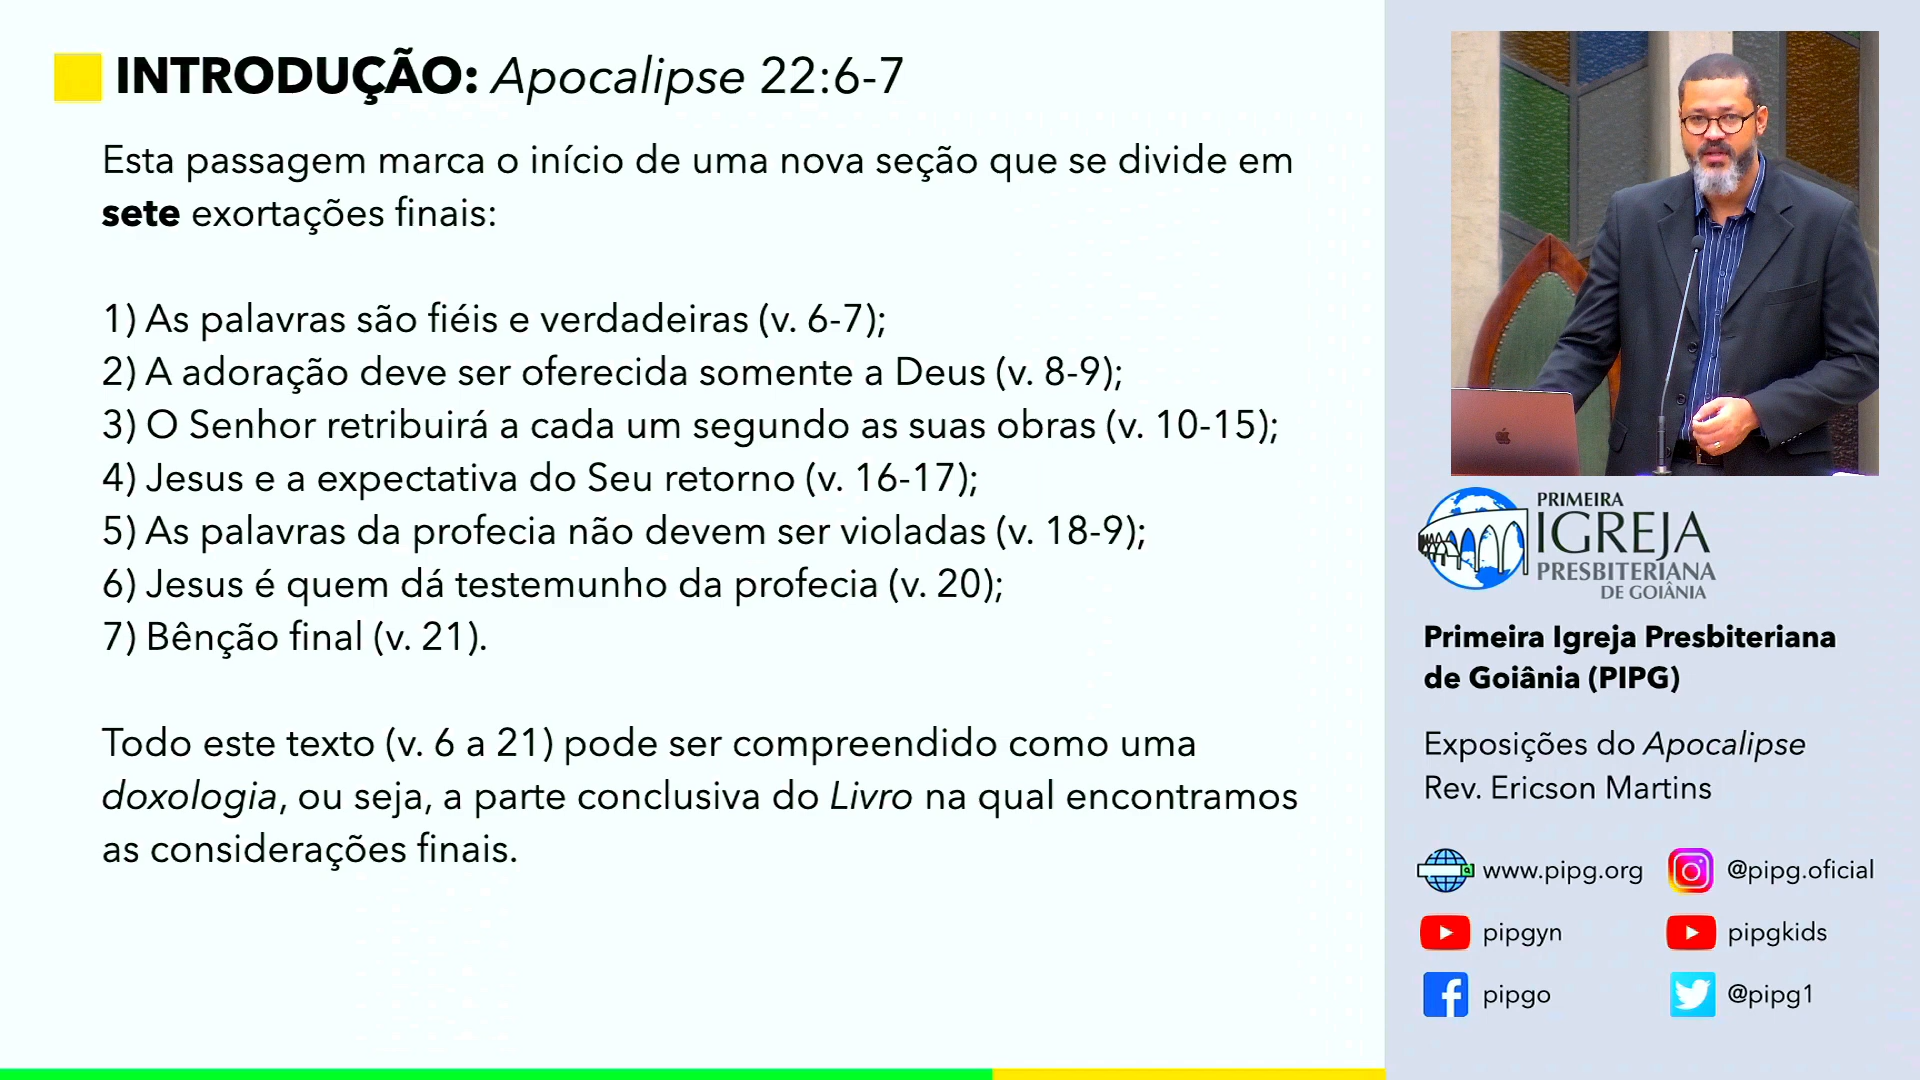 INTRODUÇÃO: Apocalipse 22:6-7
Esta passagem marca o início de uma nova seção que se divide em
sete exortações finais:
1) As palavras são fiéis e verdadeiras (v. 6-7);
2) A adoração deve ser oferecida somente a Deus (v. 8-9);
3) O Senhor retribuirá a cada um segundo as suas obras (v. 10-15);
4) Jesus e a expectativa do Seu retorno (v. 16-17);
5) As palavras da profecia não devem ser violadas (v. 18-9);
6) Jesus é quem dá testemunho da profecia (v. 20);
7) Bênção final (v. 21).
Todo este texto (v. 6 a 21) pode ser compreendido como uma
doxologia, ou seja, a parte conclusiva do Livro na qual encontramos
as considerações finais.
PRIMEIRA
IGREJA
PRESBITERIANA
DE GOIÂNIA
Primeira Igreja Presbiteriana
de Goiânia (PIPG)
Exposições do Apocalipse
Rev. Ericson Martins
www.pipg.org
@pipg.oficial
pipgyn
pipgkids
pipgo
@pipg1